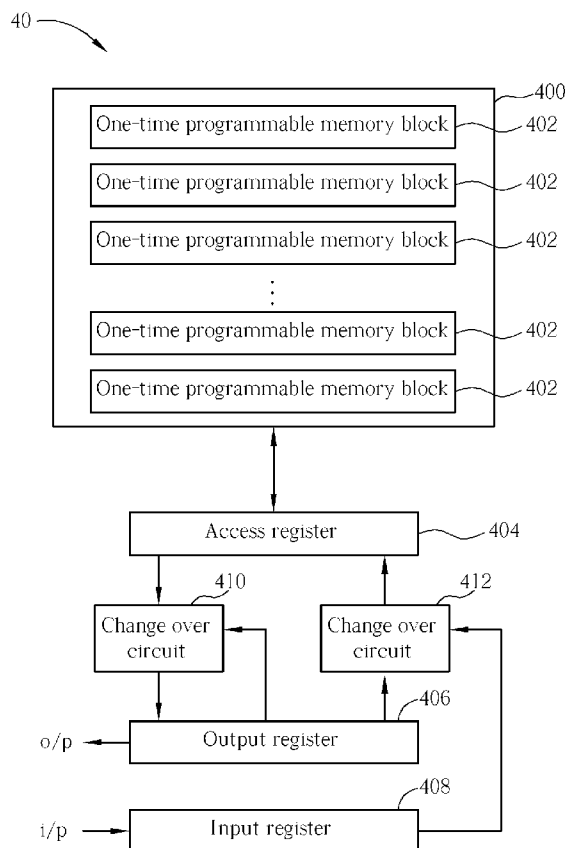 40
400
One-time programmable memory block
402
One-time programmable memory block
402
One-time programmable memory block
402
One-time programmable memory block
402
One-time programmable memory block
402
Access register
404
410
412
Change over
circuit
Change over
circuit
406
o/p
Output register
408
i/p
Input register